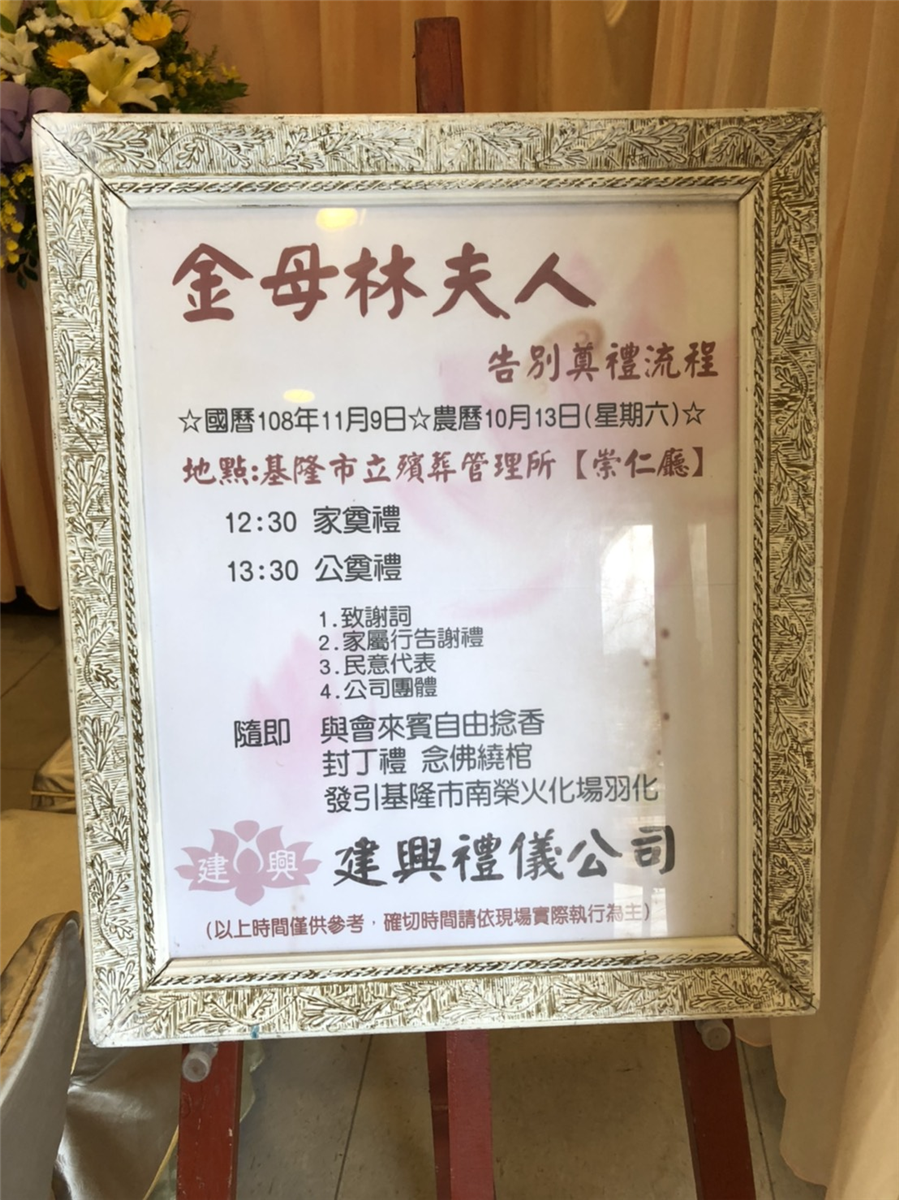 金母林夫人
告別奠禮流程
☆國曆108年11月9日☆農曆10月13日(星期六)☆
地點:基隆市立殯葬管理所【崇仁廳】
12:30 家奠禮
13:30 公奠禮
1.致謝詞
2.家屬行告謝禮
3.民意代表
4.公司團體
隨即 與會來賓自由捻香
封丁禮 念佛繞棺
發引基隆市南榮火化場羽化
建興 建興禮儀公司
(以上時間僅供參考，確切時間請依現場實際執行為主)